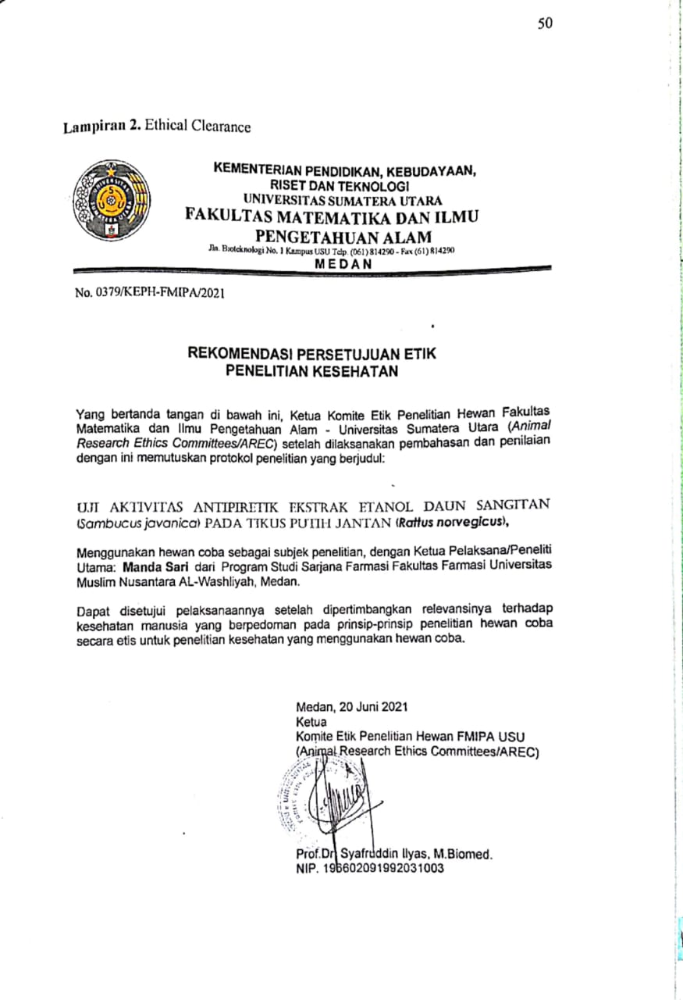 50
Lampiran 2. Ethical Clearance
KEMENTERIAN PENDIDIKAN, KEBUDAYAAN,
RISET DAN TEKNOLOGI
UNIVERSITAS SUMATERA UTARA
FAKULTAS MATEMATIKA DAN ILMU
PENGETAHUAN ALAM
Jln. Bioteknologi No. 1 Kampus USU Telp. (061) 814290 - Fax (61) 814290
MEDAN
No. 0379/KEPH-FMIPA/2021
REKOMENDASI PERSETUJUAN ETIK
PENELITIAN KESEHATAN
Yang bertanda tangan di bawah ini, Ketua Komite Etik Penelitian Hewan Fakultas
Matematika dan Ilmu Pengetahuan Alam - Universitas Sumatera Utara (Animal
Research Ethics Committees/AREC) setelah dilaksanakan pembahasan dan penilaian
dengan ini memutuskan protokol penelitian yang berjudul:
UJI AKTIVITAS ANTIPIRETIK EKSTRAK ETANOL DAUN SANGITAN
(Sambucus javanica) PADA TIKUS PUTIH JANTAN (Rattus norvegicus),
Menggunakan hewan coba sebagai subjek penelitian, dengan Ketua Pelaksana/Peneliti
Utama: Manda Sari dari Program Studi Sarjana Farmasi Fakultas Farmasi Universitas
Muslim Nusantara AL-Washliyah, Medan.
Dapat disetujui pelaksanaannya setelah dipertimbangkan relevansinya terhadap
kesehatan manusia yang berpedoman pada prinsip-prinsip penelitian hewan coba
secara etis untuk penelitian kesehatan yang menggunakan hewan coba.
Medan, 20 Juni 2021
Ketua
Komite Etik Penelitian Hewan FMIPA USU
(Animal Research Ethics Committees/AREC)
Prof.Dr. Syafruddin Ilyas, M.Biomed.
NIP. 196602091992031003